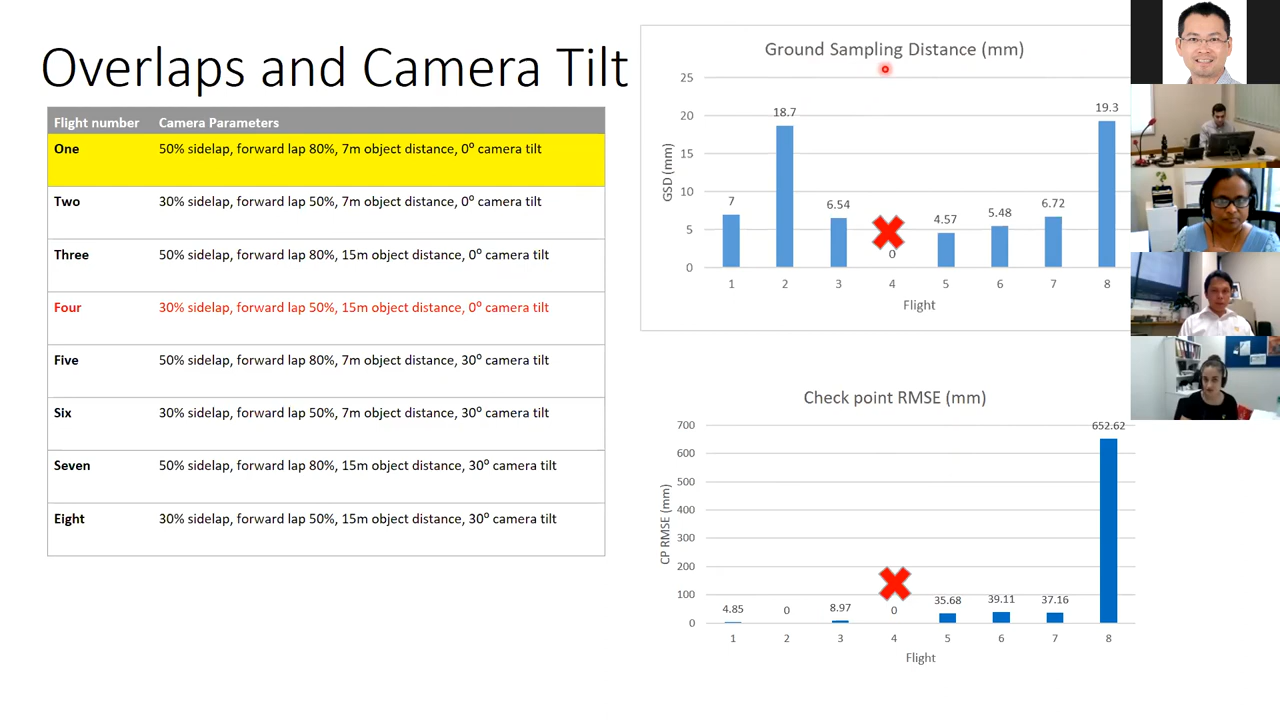 Overlaps and Camera Tilt
Flight number Camera Parameters
One 50% sidelap, forward lap 80%, 7m object distance, 0º camera tilt
Two 30% sidelap, forward lap 50%, 7m object distance, 0º camera tilt
Three 50% sidelap, forward lap 80%, 15m object distance, 0º camera tilt
Four 30% sidelap, forward lap 50%, 15m object distance, 0º camera tilt
Five 50% sidelap, forward lap 80%, 7m object distance, 30º camera tilt
Six 30% sidelap, forward lap 50%, 7m object distance, 30º camera tilt
Seven 50% sidelap, forward lap 80%, 15m object distance, 30º camera tilt
Eight 30% sidelap, forward lap 50%, 15m object distance, 30º camera tilt
Ground Sampling Distance (mm)
GSD (mm)
25
20
15
10
5
0
7
18.7
6.54
0
4.57
5.48
6.72
19.3
1 2 3 4 5 6 7 8
Flight
Check point RMSE (mm)
CP RMSE (mm)
700
600
500
400
300
200
100
0
4.85
0
8.97
0
35.68
39.11
37.16
652.62
1 2 3 4 5 6 7 8
Flight